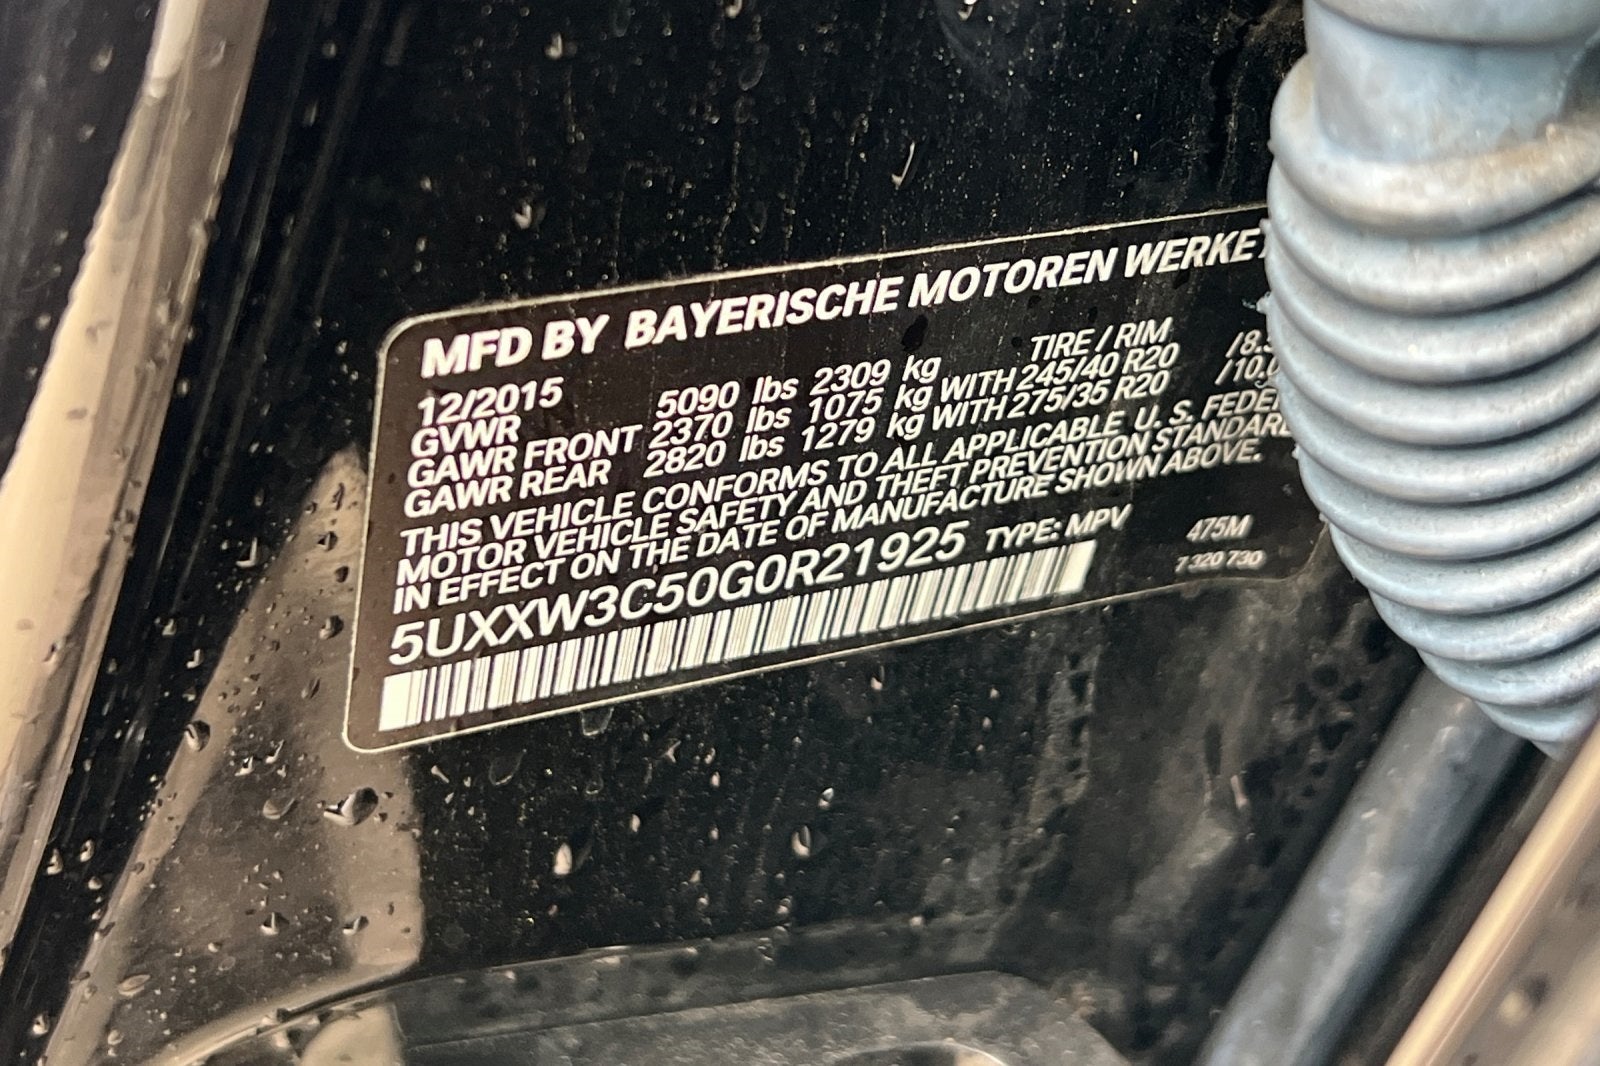 MFD BY BAYERISCHE MOTOREN WERKE
12/2015 TIRE / RIM
GVWR 5090 lbs 2309 kg
GAWR FRONT 2370 lbs 1075 kg WITH 245/40 R20 /8.
GAWR REAR 2820 lbs 1279 kg WITH 275/35 R20 /10.
THIS VEHICLE CONFORMS TO ALL APPLICABLE U. S. FEDE
MOTOR VEHICLE SAFETY AND THEFT PREVENTION STANDAR
IN EFFECT ON THE DATE OF MANUFACTURE SHOWN ABOVE.
5UXXW3C50G0R21925 TYPE: MPV 475M
7 320 730